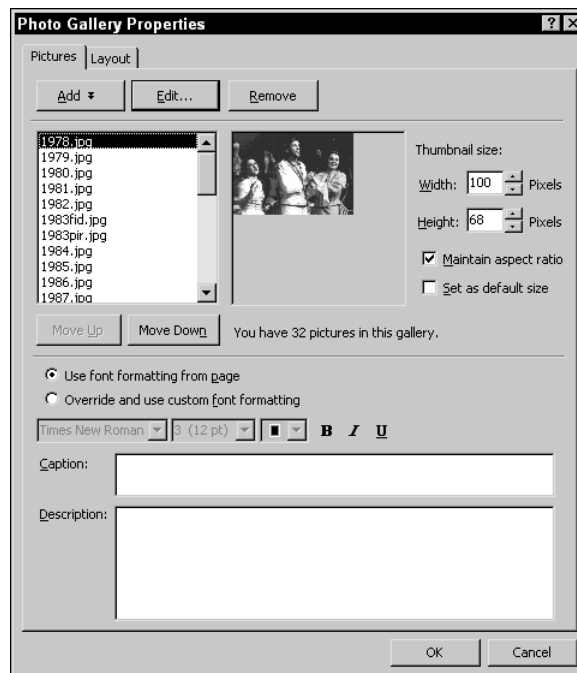 Photo Gallery Properties
Pictures Layout
Add Edit... Remove
1978.jpg
1979.jpg
1980.jpg
1981.jpg
1982.jpg
1983fid.jpg
1983pir.jpg
1984.jpg
1985.jpg
1986.jpg
1987.jpg
Thumbnail size:
Width: 100 Pixels
Height: 68 Pixels
Maintain aspect ratio
Set as default size
Move Up Move Down You have 32 pictures in this gallery.
Use font formatting from page
Override and use custom font formatting
Times New Roman 3 (12 pt) B I U
Caption:
Description:
OK Cancel